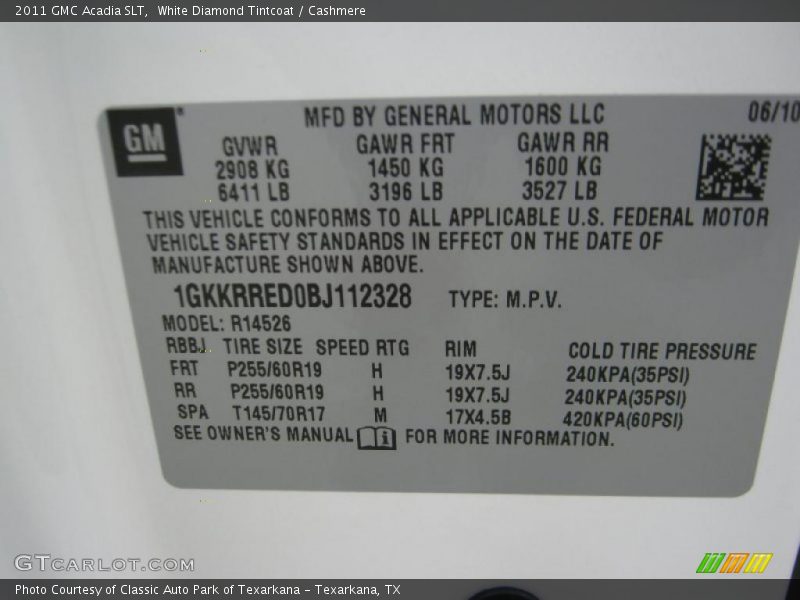 2011 GMC Acadia SLT,  White Diamond Tintcoat / Cashmere
GM MFD BY GENERAL MOTORS LLC 06/10
GVWR GAWR FRT GAWR RR
2908 KG 1450 KG 1600 KG
6411 LB 3196 LB 3527 LB
THIS VEHICLE CONFORMS TO ALL APPLICABLE U.S. FEDERAL MOTOR
VEHICLE SAFETY STANDARDS IN EFFECT ON THE DATE OF
MANUFACTURE SHOWN ABOVE.
1GKKRRED0BJ112328 TYPE: M.P.V.
MODEL: R14526
RBBJ TIRE SIZE SPEED RTG RIM COLD TIRE PRESSURE
FRT P255/60R19 H 19X7.5J 240KPA(35PSI)
RR P255/60R19 H 19X7.5J 240KPA(35PSI)
SPA T145/70R17 M 17X4.5B 420KPA(60PSI)
SEE OWNER'S MANUAL i FOR MORE INFORMATION.
GTCARLOT.COM
Photo Courtesy of Classic Auto Park of Texarkana – Texarkana, TX